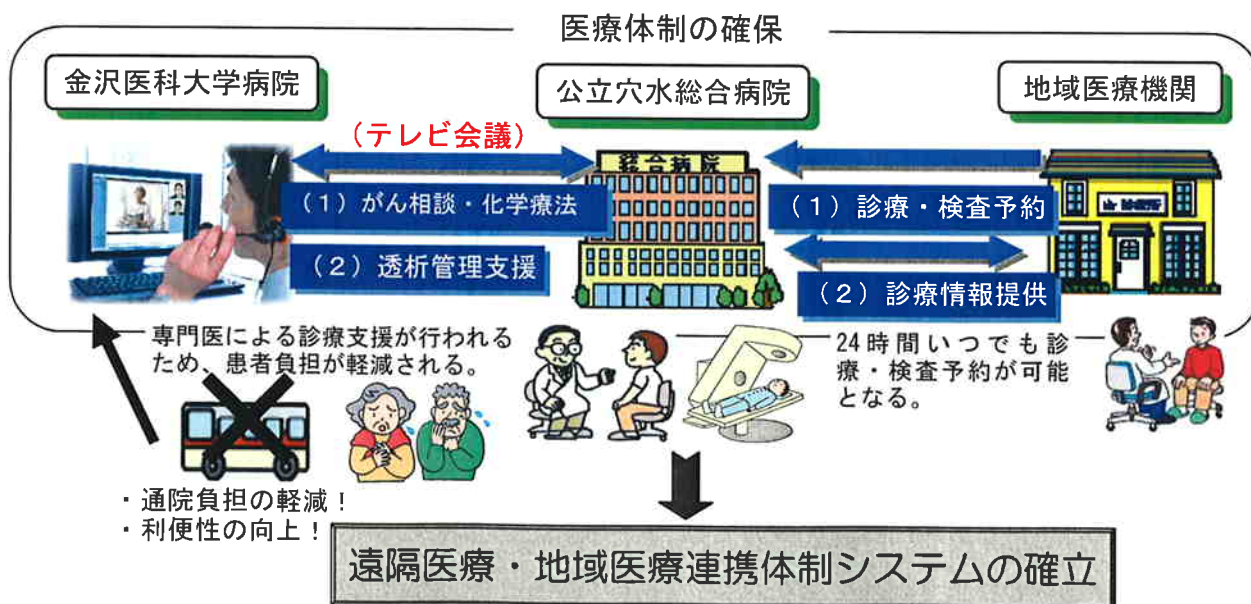 医療体制の確保
金沢医科大学病院
公立穴水総合病院
地域医療機関
(テレビ会議)
総合病院
(1)がん相談・化学療法
(2)透析管理支援
(1)診療・検査予約
(2)診療情報提供
専門医による診療支援が行われる
ため、患者負担が軽減される。
24時間いつでも診
療・検査予約が可能
となる。
・通院負担の軽減!
・利便性の向上!
遠隔医療・地域医療連携体制システムの確立